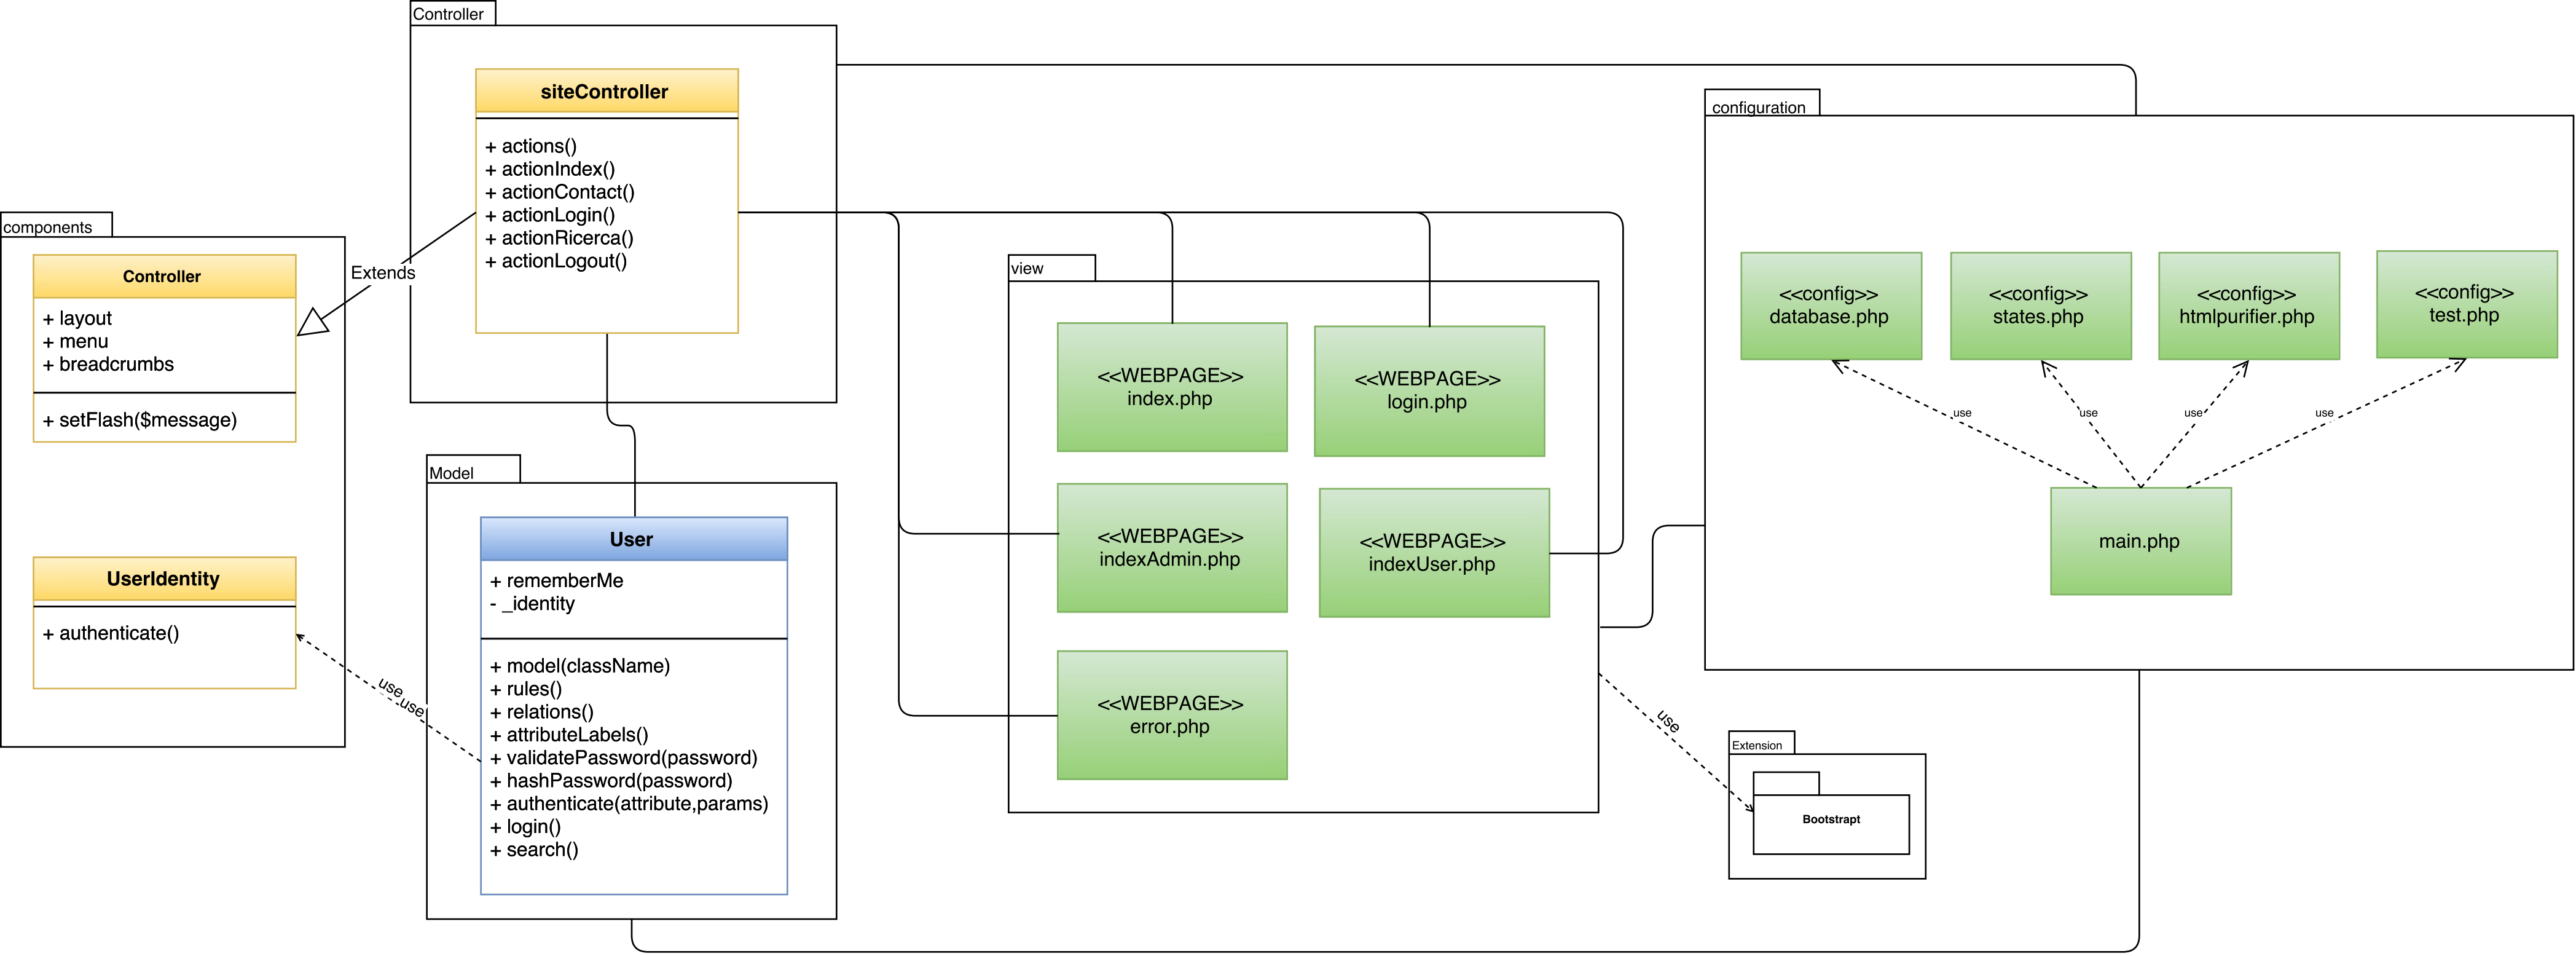 Controller
siteController
+ actions()
+ actionIndex()
+ actionContact()
+ actionLogin()
+ actionRicerca()
+ actionLogout()
components
Controller
+ layout
+ menu
+ breadcrumbs
+ setFlash($message)
UserIdentity
+ authenticate()
Extends
Model
User
+ rememberMe
- _identity
+ model(className)
+ rules()
+ relations()
+ attributeLabels()
+ validatePassword(password)
+ hashPassword(password)
+ authenticate(attribute,params)
+ login()
+ search()
use
use
view
<<WEBPAGE>>
index.php
<<WEBPAGE>>
login.php
<<WEBPAGE>>
indexAdmin.php
<<WEBPAGE>>
indexUser.php
<<WEBPAGE>>
error.php
configuration
<<config>>
database.php
<<config>>
states.php
<<config>>
htmlpurifier.php
<<config>>
test.php
use
use
use
use
main.php
use
Extension
Bootstrapt